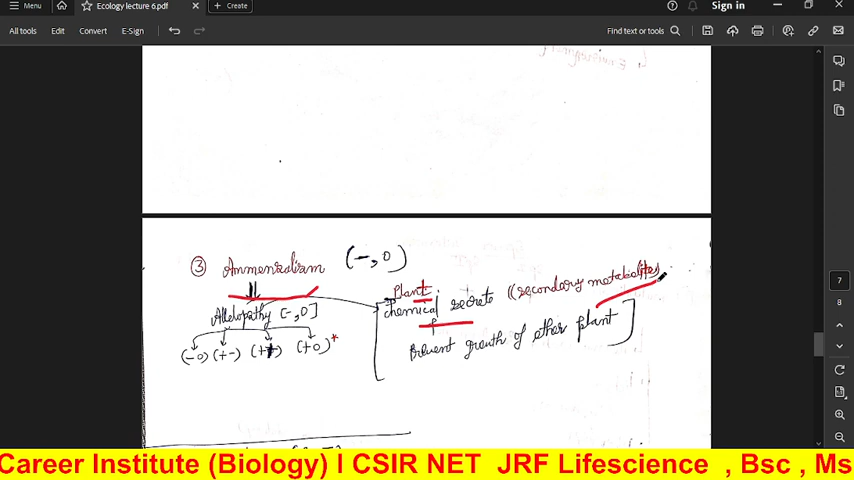 Menu
Ecology lecture 6.pdf
Create
Sign in
All tools
Edit
Convert
E-Sign
Find text or tools
③ Ammensalism (-, 0)
Allelopathy (-, 0]
(-0) (+-) (++) (+0)*
Plant
chemical secrete ((secondary metabolites)
Prevent growth of other plant
7
8
Career Institute (Biology) l CSIR NET JRF Lifescience , Bsc , Ms